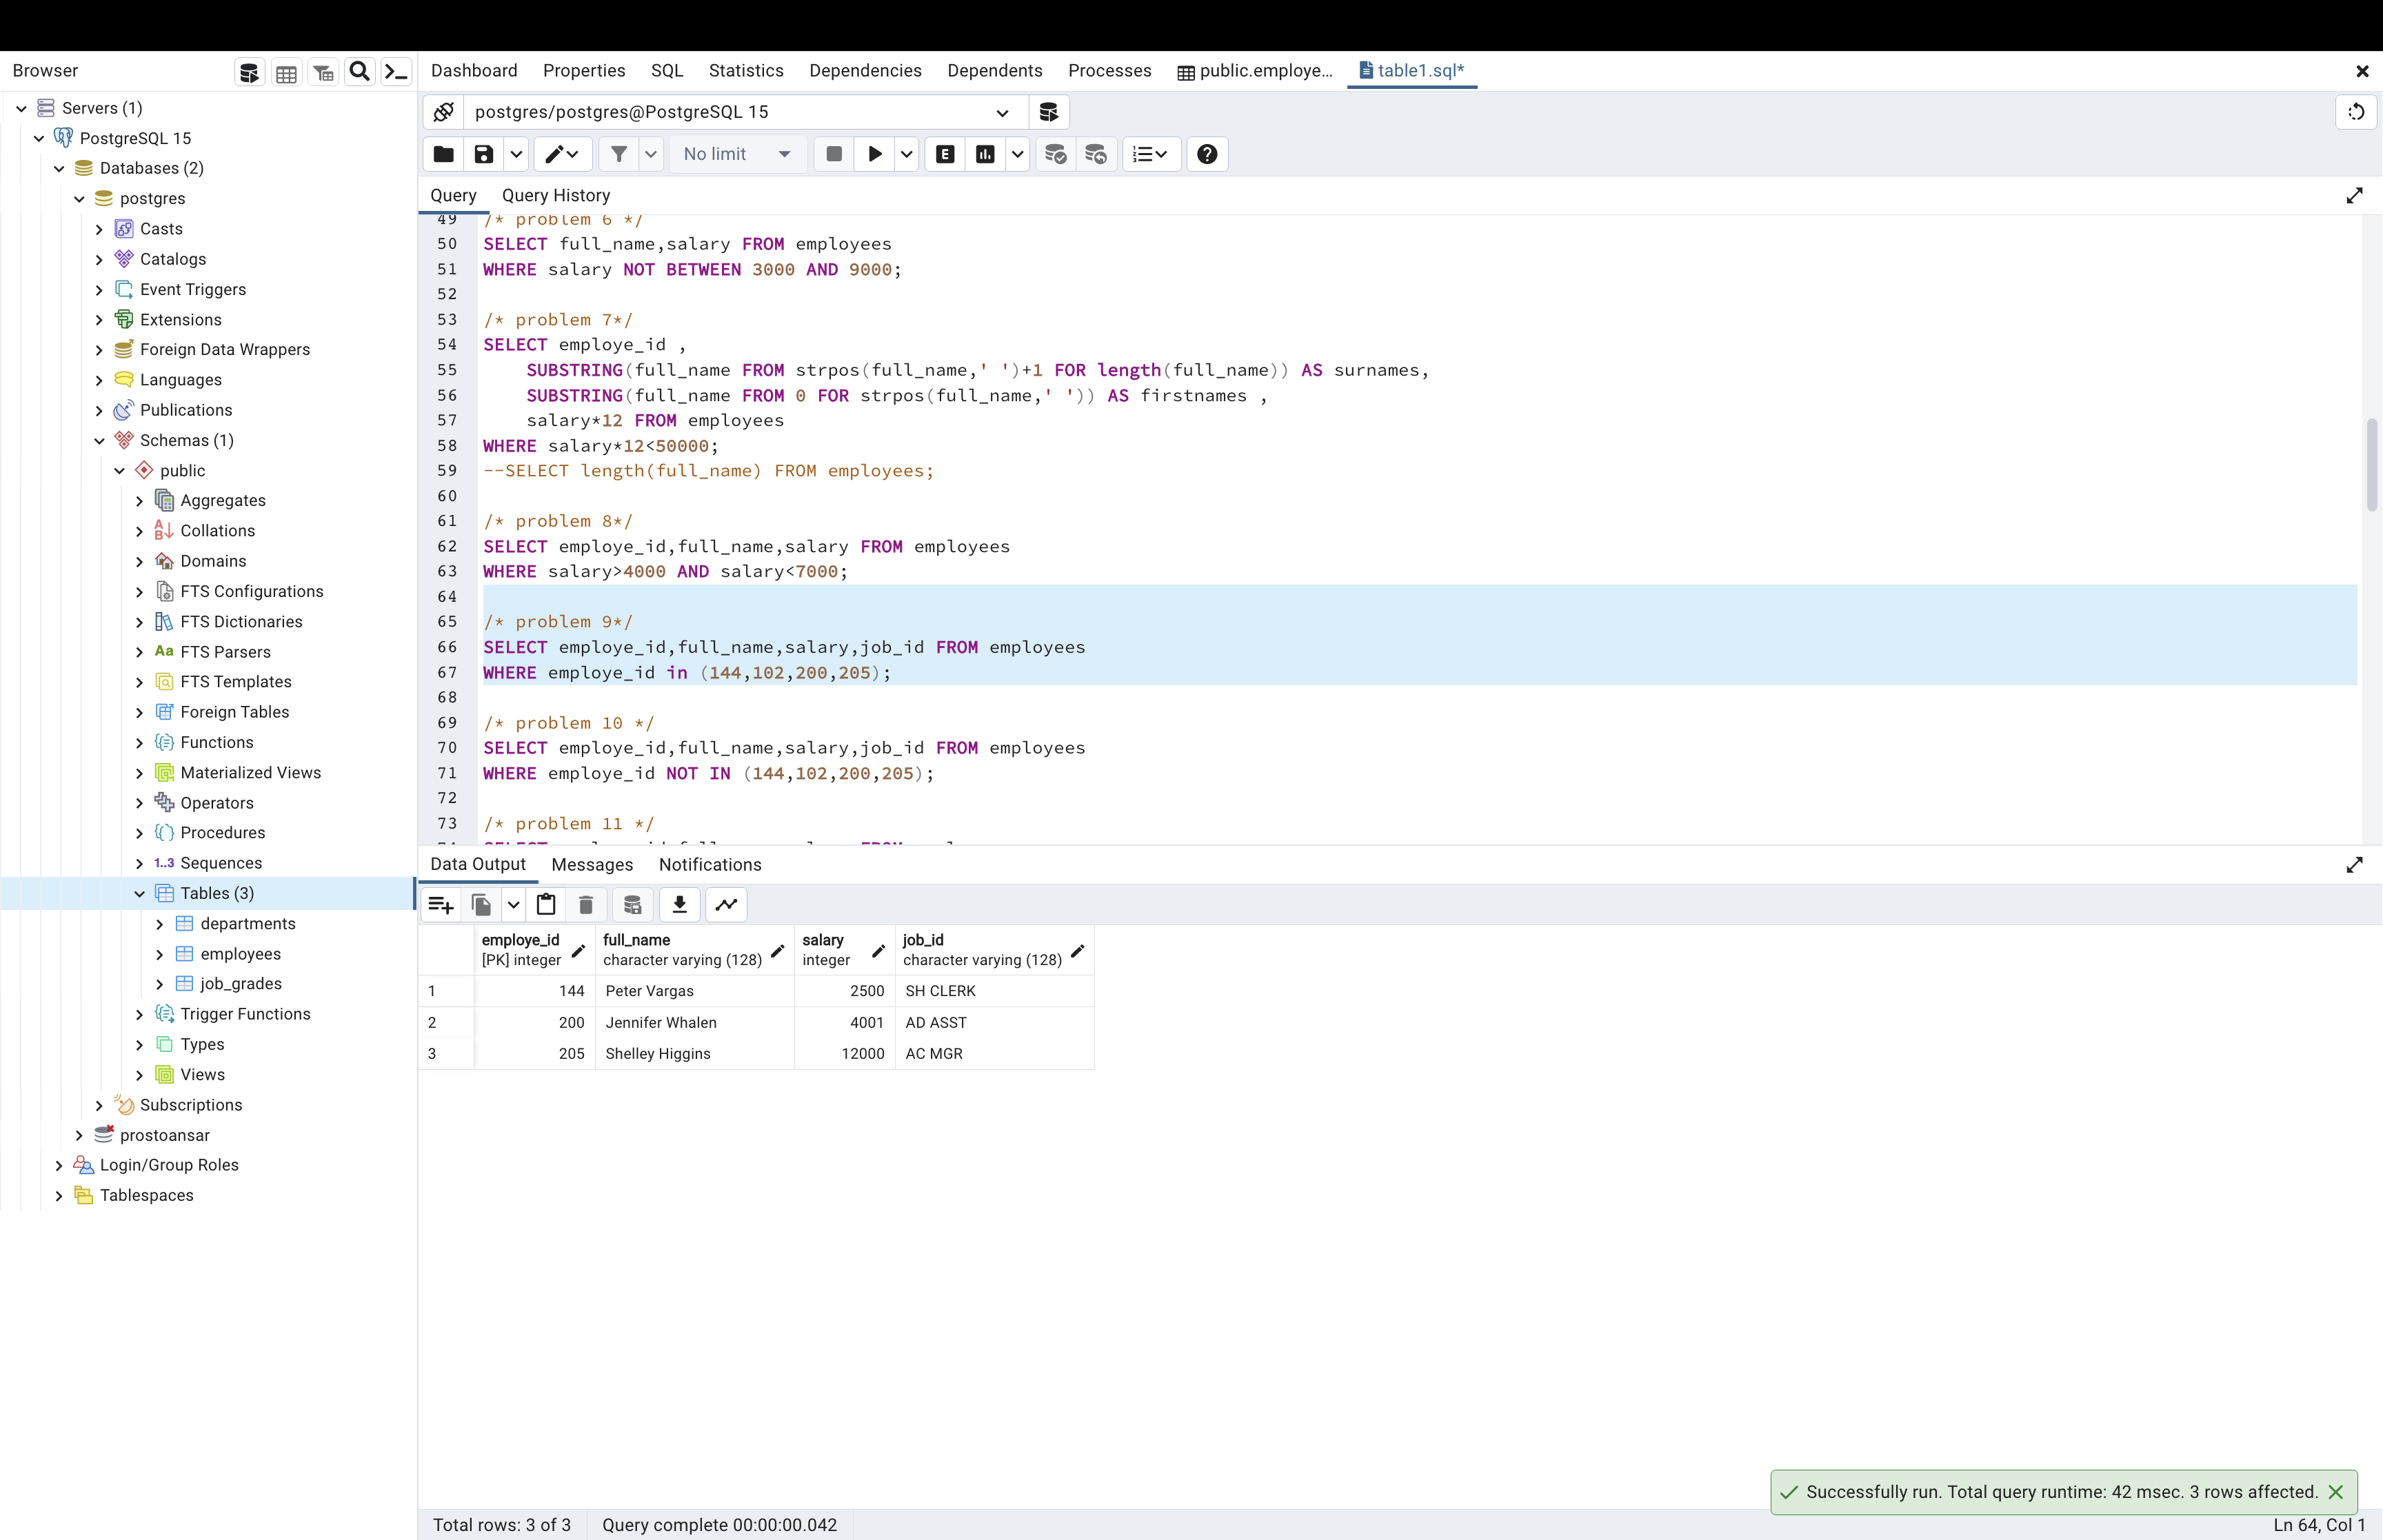 Browser
Servers (1)
PostgreSQL 15
Databases (2)
postgres
Casts
Catalogs
Event Triggers
Extensions
Foreign Data Wrappers
Languages
Publications
Schemas (1)
public
Aggregates
Collations
Domains
FTS Configurations
FTS Dictionaries
Aa FTS Parsers
FTS Templates
Foreign Tables
Functions
Materialized Views
Operators
Procedures
1..3 Sequences
Tables (3)
departments
employees
job_grades
Trigger Functions
Types
Views
Subscriptions
prostoansar
Login/Group Roles
Tablespaces
Dashboard Properties SQL Statistics Dependencies Dependents Processes public.employe... table1.sql*
postgres/postgres@PostgreSQL 15
No limit E
Query Query History
49 /* problem 6 */
50 SELECT full_name,salary FROM employees
51 WHERE salary NOT BETWEEN 3000 AND 9000;
52
53 /* problem 7*/
54 SELECT employe_id ,
55 SUBSTRING(full_name FROM strpos(full_name,' ')+1 FOR length(full_name)) AS surnames,
56 SUBSTRING(full_name FROM 0 FOR strpos(full_name,' ')) AS firstnames ,
57 salary*12 FROM employees
58 WHERE salary*12<50000;
59 --SELECT length(full_name) FROM employees;
60
61 /* problem 8*/
62 SELECT employe_id,full_name,salary FROM employees
63 WHERE salary>4000 AND salary<7000;
64
65 /* problem 9*/
66 SELECT employe_id,full_name,salary,job_id FROM employees
67 WHERE employe_id in (144,102,200,205);
68
69 /* problem 10 */
70 SELECT employe_id,full_name,salary,job_id FROM employees
71 WHERE employe_id NOT IN (144,102,200,205);
72
73 /* problem 11 */
Data Output Messages Notifications
employe_id full_name salary job_id
[PK] integer character varying (128) integer character varying (128)
1 144 Peter Vargas 2500 SH CLERK
2 200 Jennifer Whalen 4001 AD ASST
3 205 Shelley Higgins 12000 AC MGR
Successfully run. Total query runtime: 42 msec. 3 rows affected.
Total rows: 3 of 3 Query complete 00:00:00.042 Ln 64, Col 1